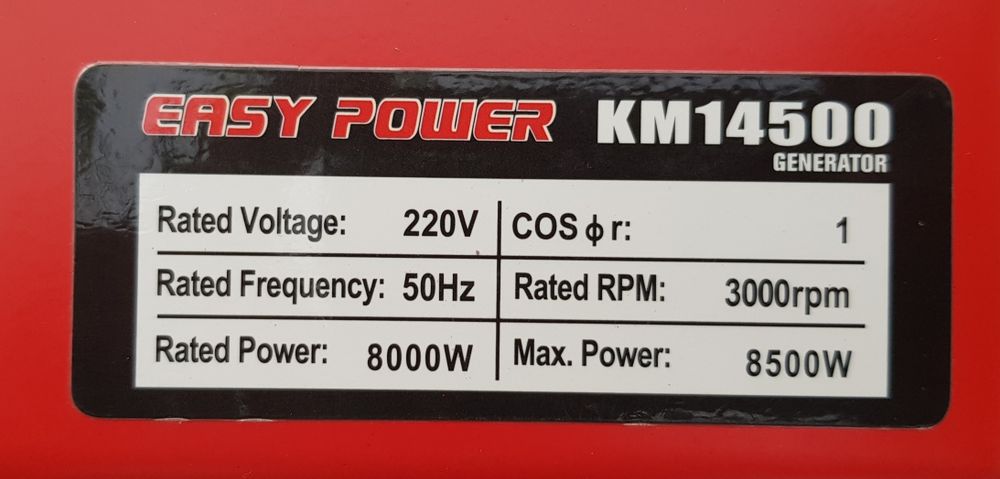 EASY POWER KM14500
GENERATOR
Rated Voltage: 220V COS ϕ r: 1
Rated Frequency: 50Hz Rated RPM: 3000rpm
Rated Power: 8000W Max. Power: 8500W